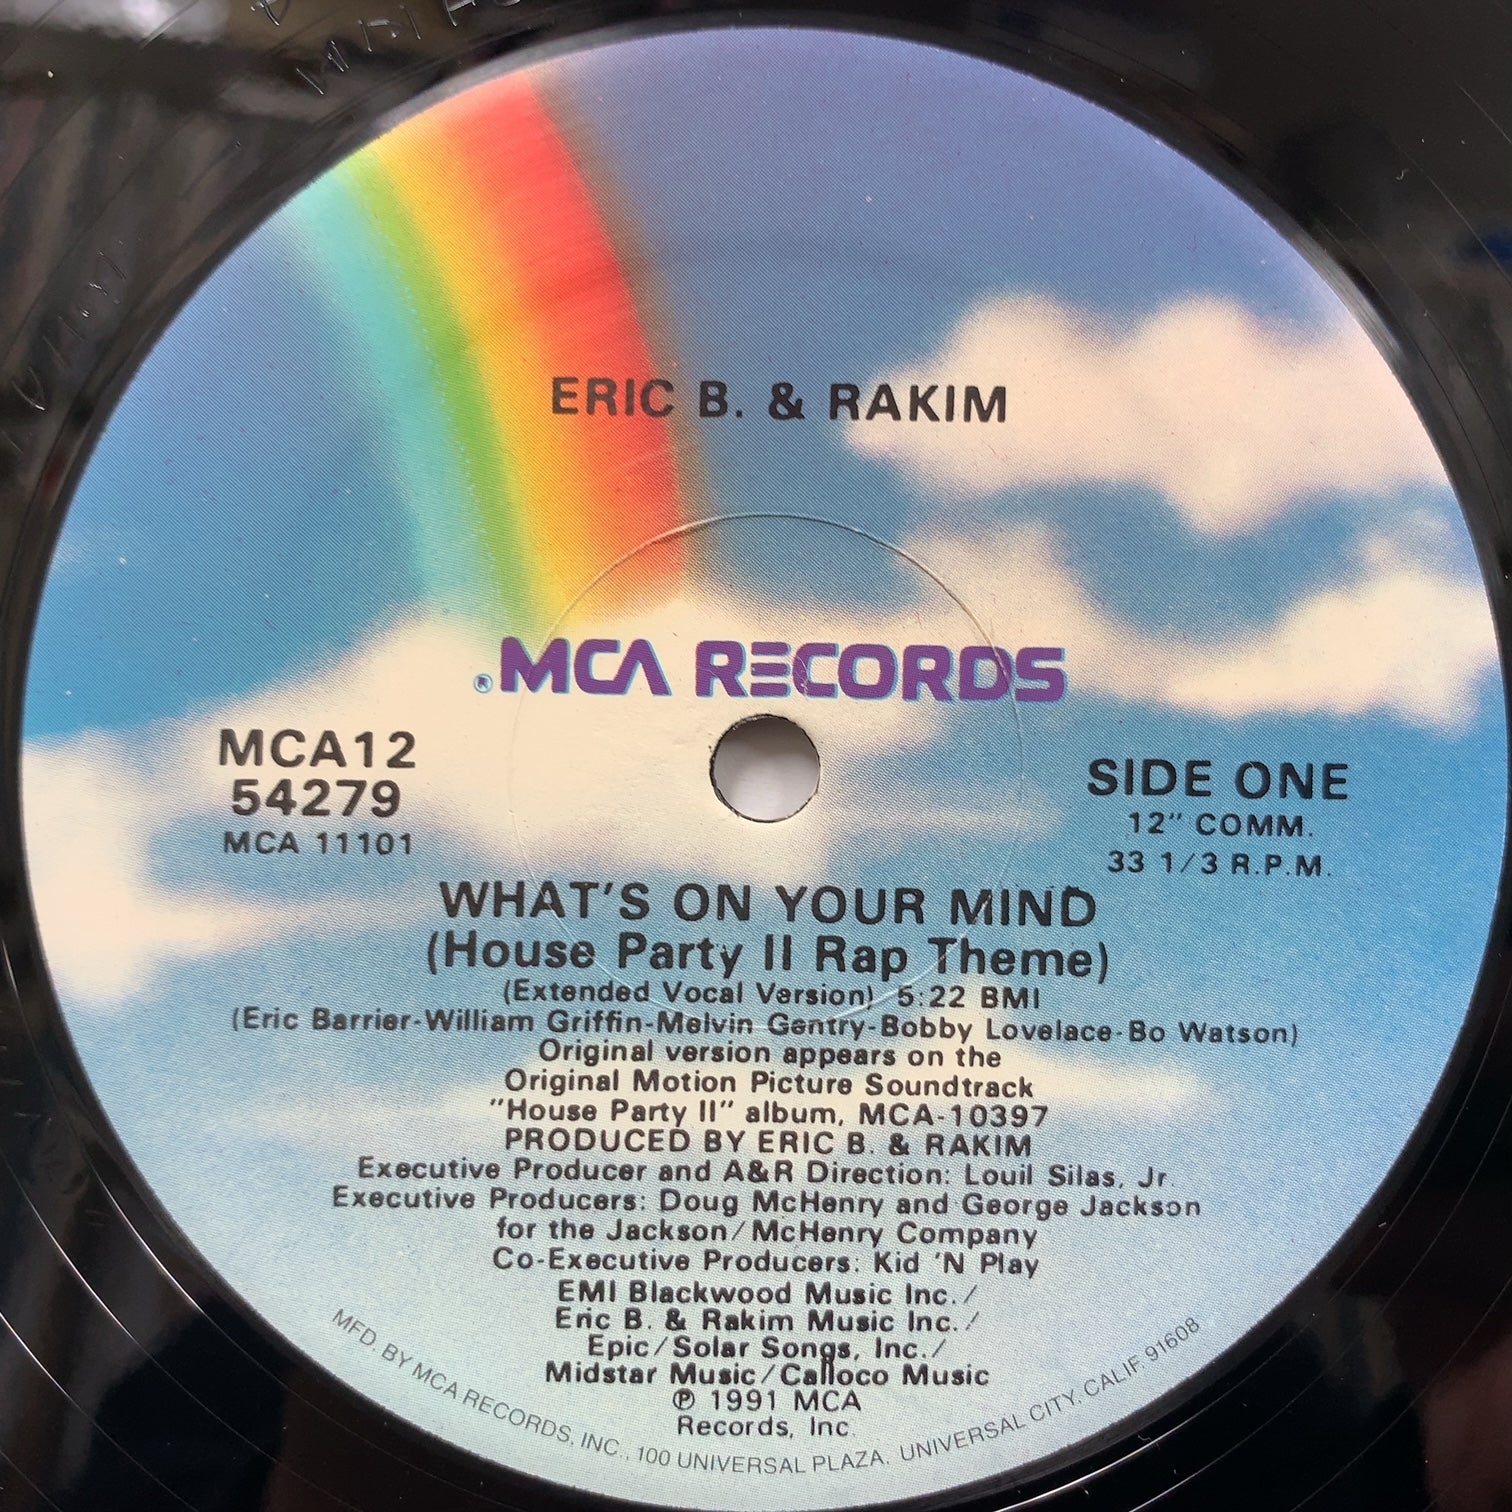 ERIC B. & RAKIM
® MCA RECORDS
MCA12
54279
MCA 11101
SIDE ONE
12" COMM.
33 1/3 R.P.M.
WHAT'S ON YOUR MIND
(House Party II Rap Theme)
(Extended Vocal Version) 5:22 BMI
(Eric Barrier-William Griffin-Melvin Gentry-Bobby Lovelace-Bo Watson)
Original version appears on the
Original Motion Picture Soundtrack
"House Party II" album, MCA-10397
PRODUCED BY ERIC B. & RAKIM
Executive Producer and A&R Direction: Louil Silas, Jr.
Executive Producers: Doug McHenry and George Jackson
for the Jackson/McHenry Company
Co-Executive Producers: Kid 'N Play
EMI Blackwood Music Inc./
Eric B. & Rakim Music Inc./
Epic/Solar Songs, Inc./
Midstar Music/Calloco Music
℗ 1991 MCA
Records, Inc.
MFD. BY MCA RECORDS, INC., 100 UNIVERSAL PLAZA. UNIVERSAL CITY. CALIF. 91608